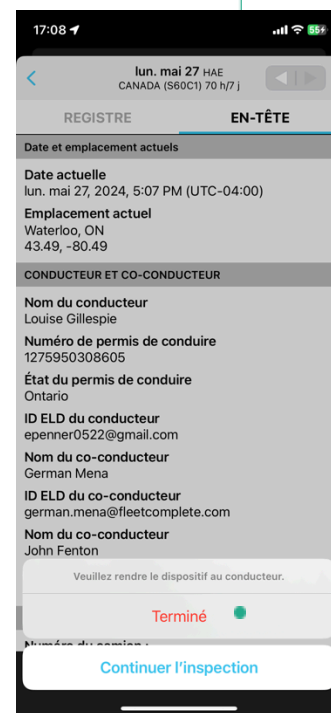 17:08
55
lun. mai 27 HAE
CANADA (S60C1) 70 h/7 j
REGISTRE EN-TÊTE
Date et emplacement actuels
Date actuelle
lun. mai 27, 2024, 5:07 PM (UTC-04:00)
Emplacement actuel
Waterloo, ON
43.49, -80.49
CONDUCTEUR ET CO-CONDUCTEUR
Nom du conducteur
Louise Gillespie
Numéro de permis de conduire
1275950308605
État du permis de conduire
Ontario
ID ELD du conducteur
epenner0522@gmail.com
Nom du co-conducteur
German Mena
ID ELD du co-conducteur
german.mena@fleetcomplete.com
Nom du co-conducteur
John Fenton
Veuillez rendre le dispositif au conducteur.
Terminé
Numéro du camion :
Continuer l'inspection